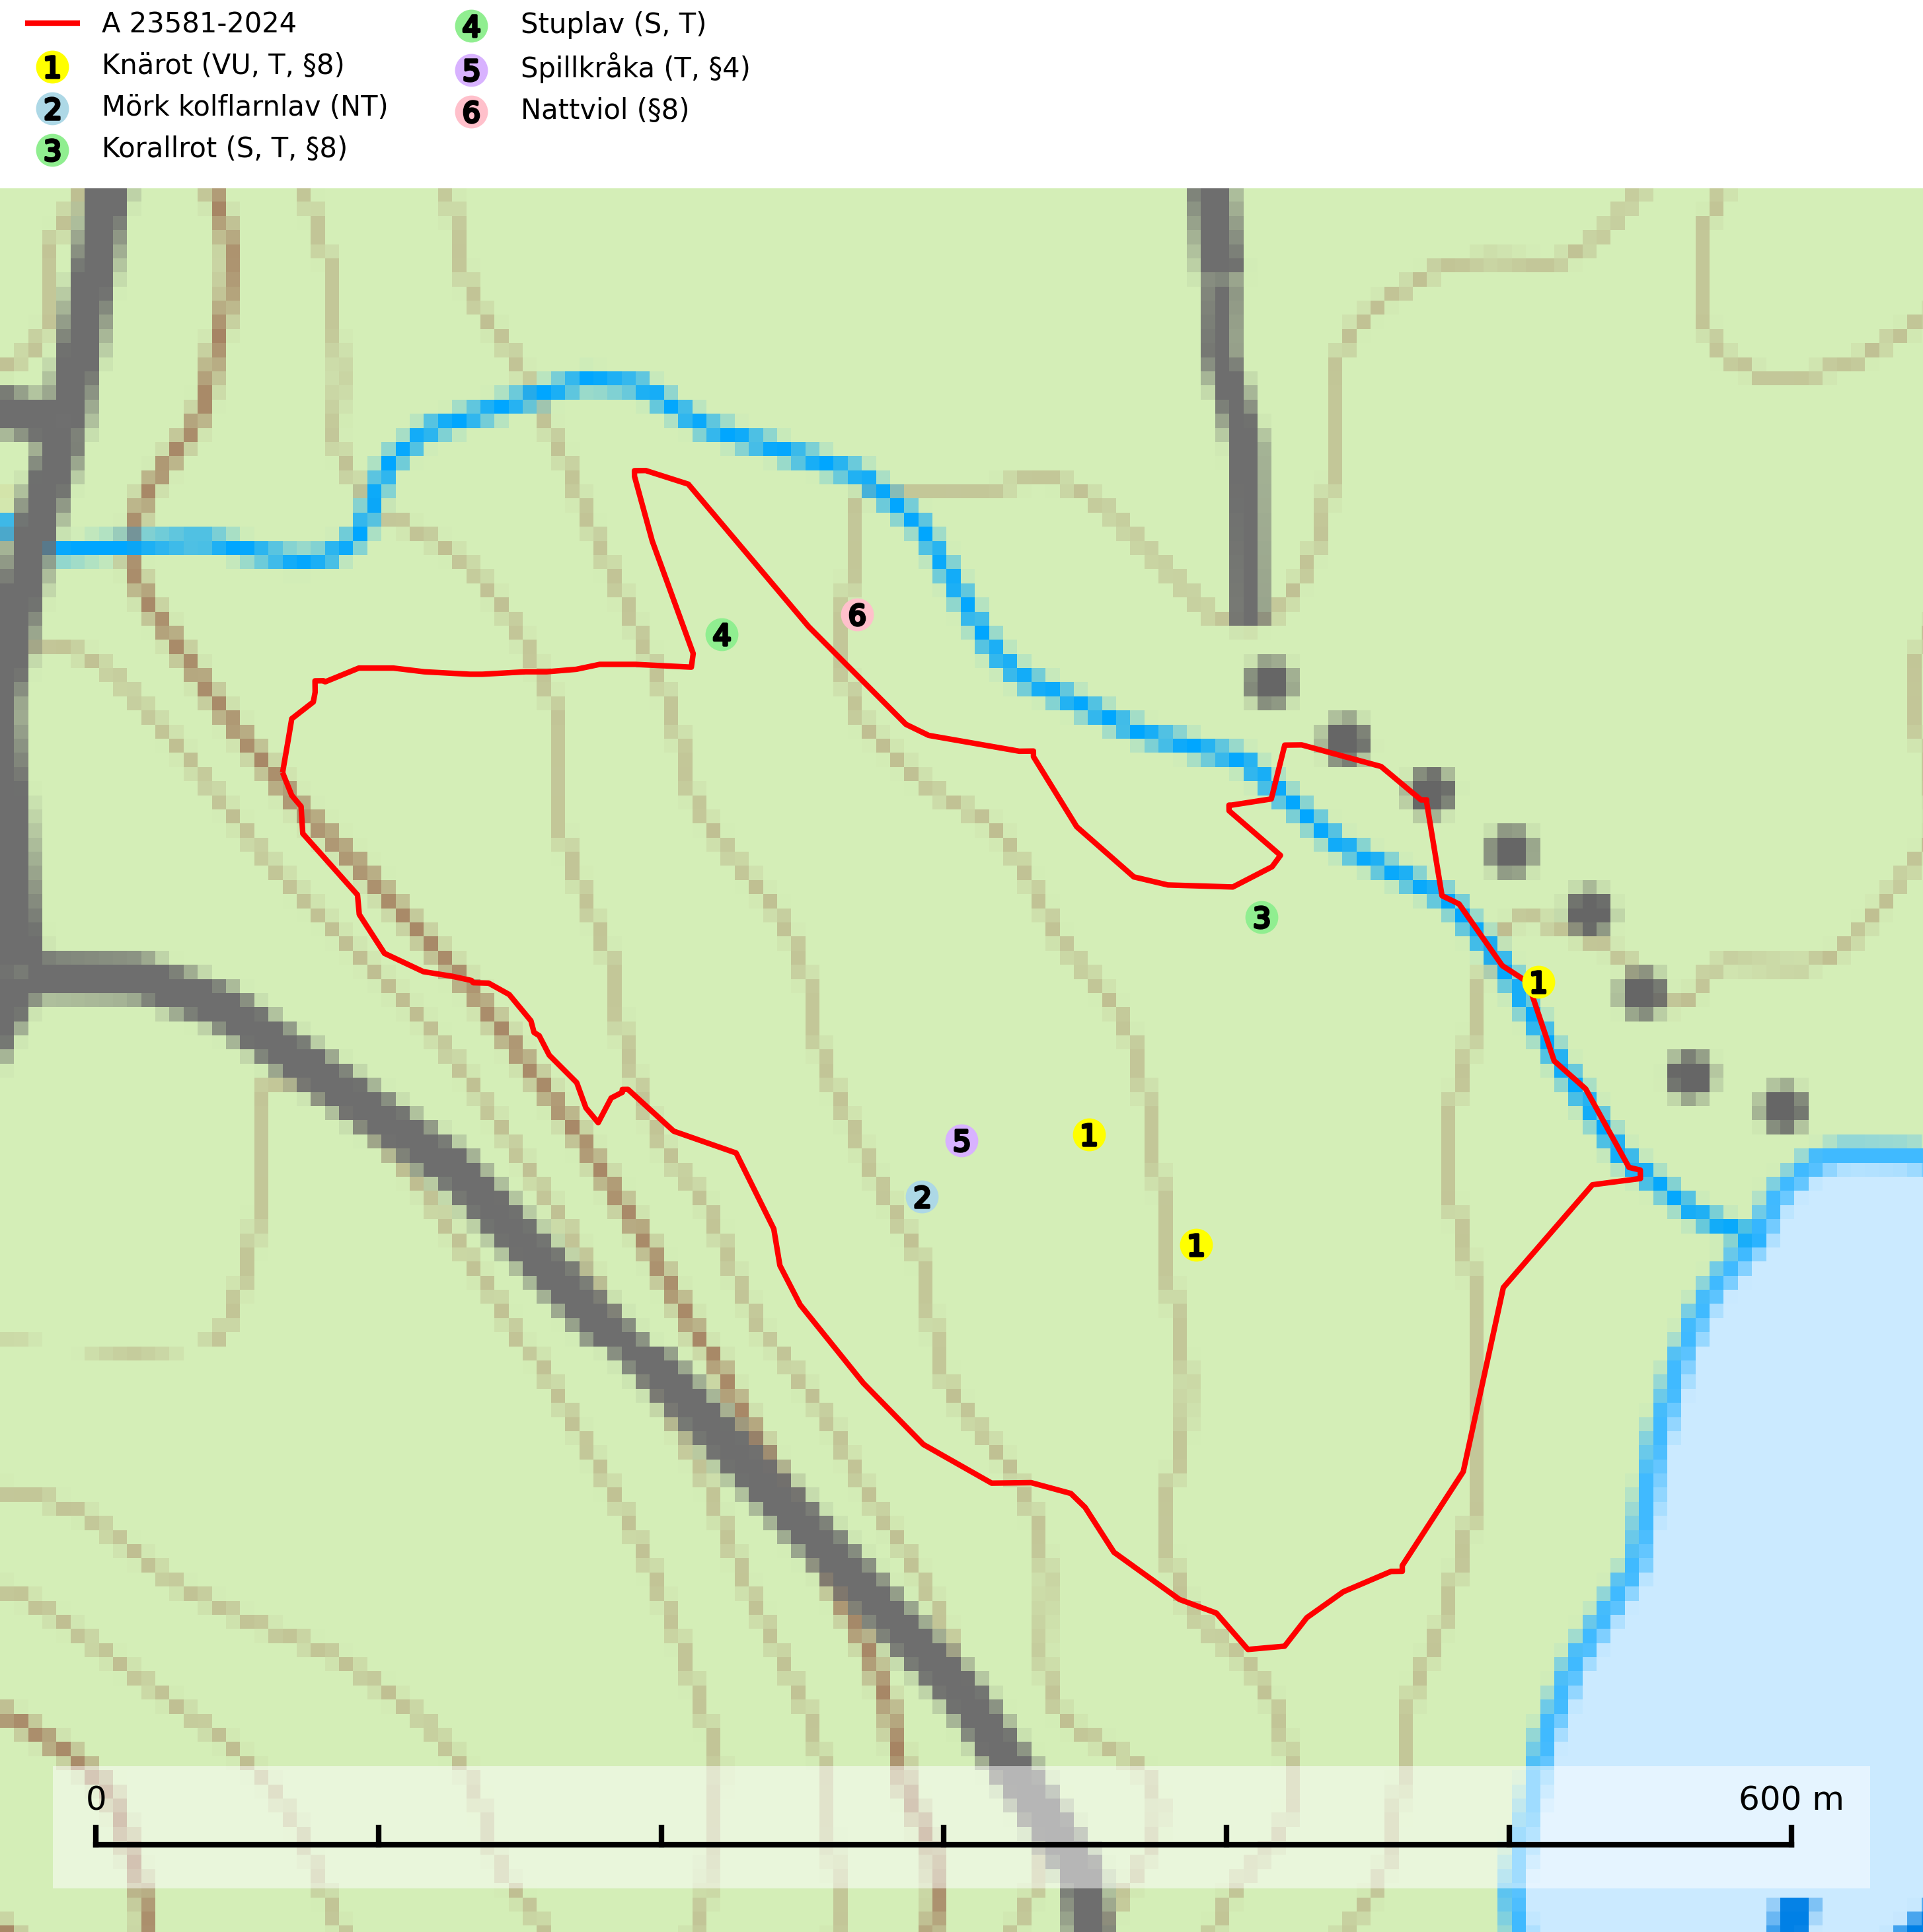 A 23581-2024
1 Knärot (VU, T, §8)
2 Mörk kolflarnlav (NT)
3 Korallrot (S, T, §8)
4 Stuplav (S, T)
5 Spillkråka (T, §4)
6 Nattviol (§8)
6
4
3
1
1
5
2
1
0
600 m